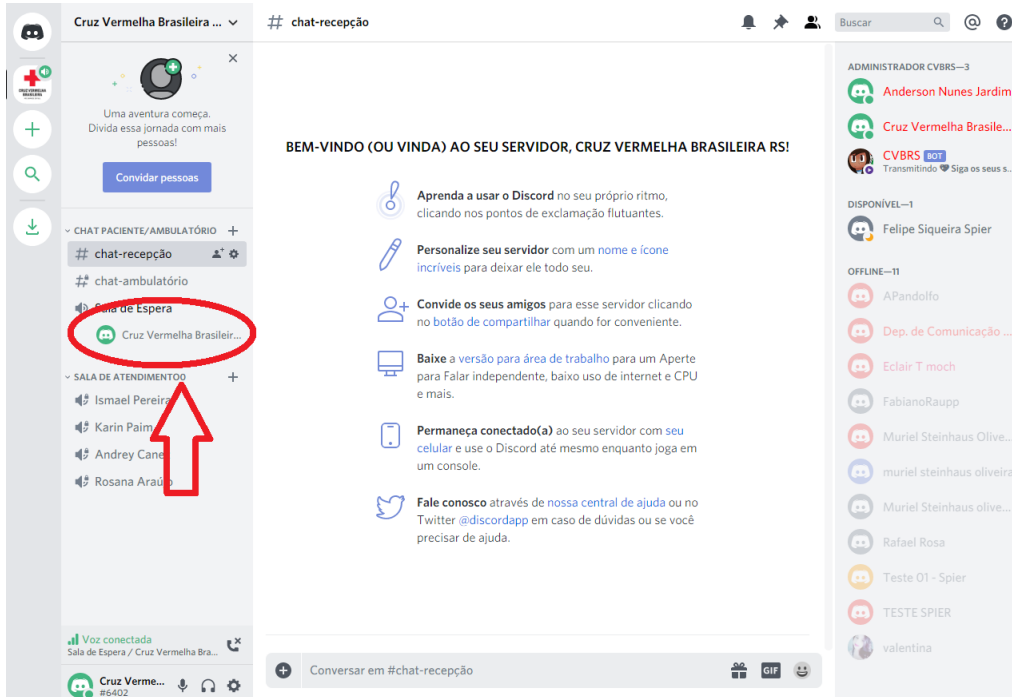 Cruz Vermelha Brasileira ...
CRUZ VERMELHA
BRASILEIRA
Uma aventura começa.
Divida essa jornada com mais
pessoas!
Convidar pessoas
CHAT PACIENTE/AMBULATÓRIO
chat-recepção
chat-ambulatório
Sala de Espera
Cruz Vermelha Brasileir...
SALA DE ATENDIMENTO0
Ismael Pereira
Karin Paim
Andrey Cane
Rosana Araújo
Voz conectada
Sala de Espera / Cruz Vermelha Bra...
Cruz Verme...
#6402
# chat-recepção
BEM-VINDO (OU VINDA) AO SEU SERVIDOR, CRUZ VERMELHA BRASILEIRA RS!
Aprenda a usar o Discord no seu próprio ritmo,
clicando nos pontos de exclamação flutuantes.
Personalize seu servidor com um nome e ícone
incríveis para deixar ele todo seu.
Convide os seus amigos para esse servidor clicando
no botão de compartilhar quando for conveniente.
Baixe a versão para área de trabalho para um Aperte
para Falar independente, baixo uso de internet e CPU
e mais.
Permaneça conectado(a) ao seu servidor com seu
celular e use o Discord até mesmo enquanto joga em
um console.
Fale conosco através de nossa central de ajuda ou no
Twitter @discordapp em caso de dúvidas ou se você
precisar de ajuda.
Conversar em #chat-recepção
GIF
Buscar
ADMINISTRADOR CVBRS—3
Anderson Nunes Jardim
Cruz Vermelha Brasile...
CVBRS BOT
Transmitindo Siga os seus s...
DISPONÍVEL—1
Felipe Siqueira Spier
OFFLINE—11
APandolfo
Dep. de Comunicação ...
Eclair T moch
FabianoRaupp
Muriel Steinhaus Olive...
muriel steinhaus oliveira
Muriel Steinhaus olive...
Rafael Rosa
Teste 01 - Spier
TESTE SPIER
valentina